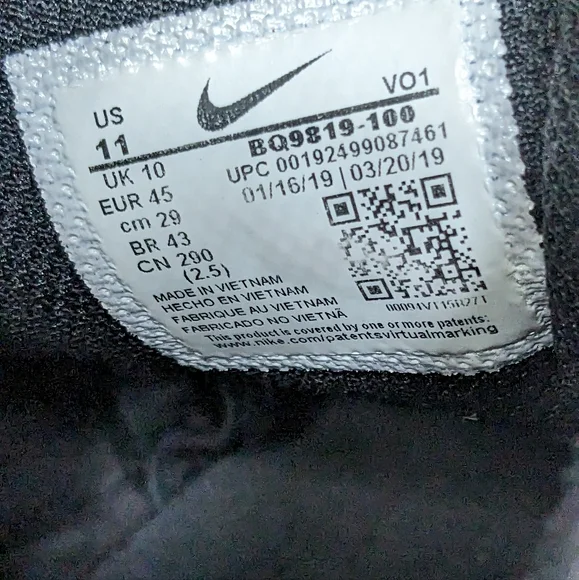 US
11
UK 10
EUR 45
cm 29
BR 43
CN 290
(2.5)
VO1
BQ9819-100
UPC 00192499087461
01/16/19 | 03/20/19
MADE IN VIETNAM
HECHO EN VIETNAM
FABRIQUE AU VIETNAM
FABRICADO NO VIETNÃ
This product is covered by one or more patents:
www.nike.com/patentsvirtualmarking